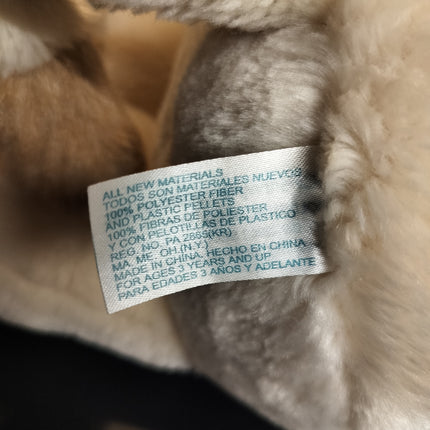 ALL NEW MATERIALS
TODOS SON MATERIALES NUEVOS
100% POLYESTER FIBER
AND PLASTIC PELLETS
100% FIBRAS DE POLIESTER
Y CON PELOTILLAS DE PLASTICO
REG. NO. PA 2885(KR)
MA. ME. OH.(N.Y.)
MADE IN CHINA, HECHO EN CHINA
FOR AGES 3 YEARS AND UP
PARA EDADES 3 AÑOS Y ADELANTE